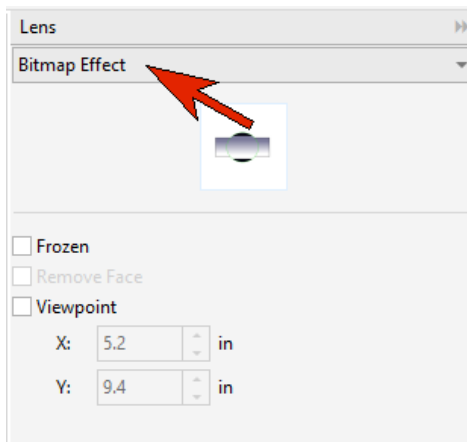 Lens
Bitmap Effect
Frozen
Remove Face
Viewpoint
X: 5.2 in
Y: 9.4 in